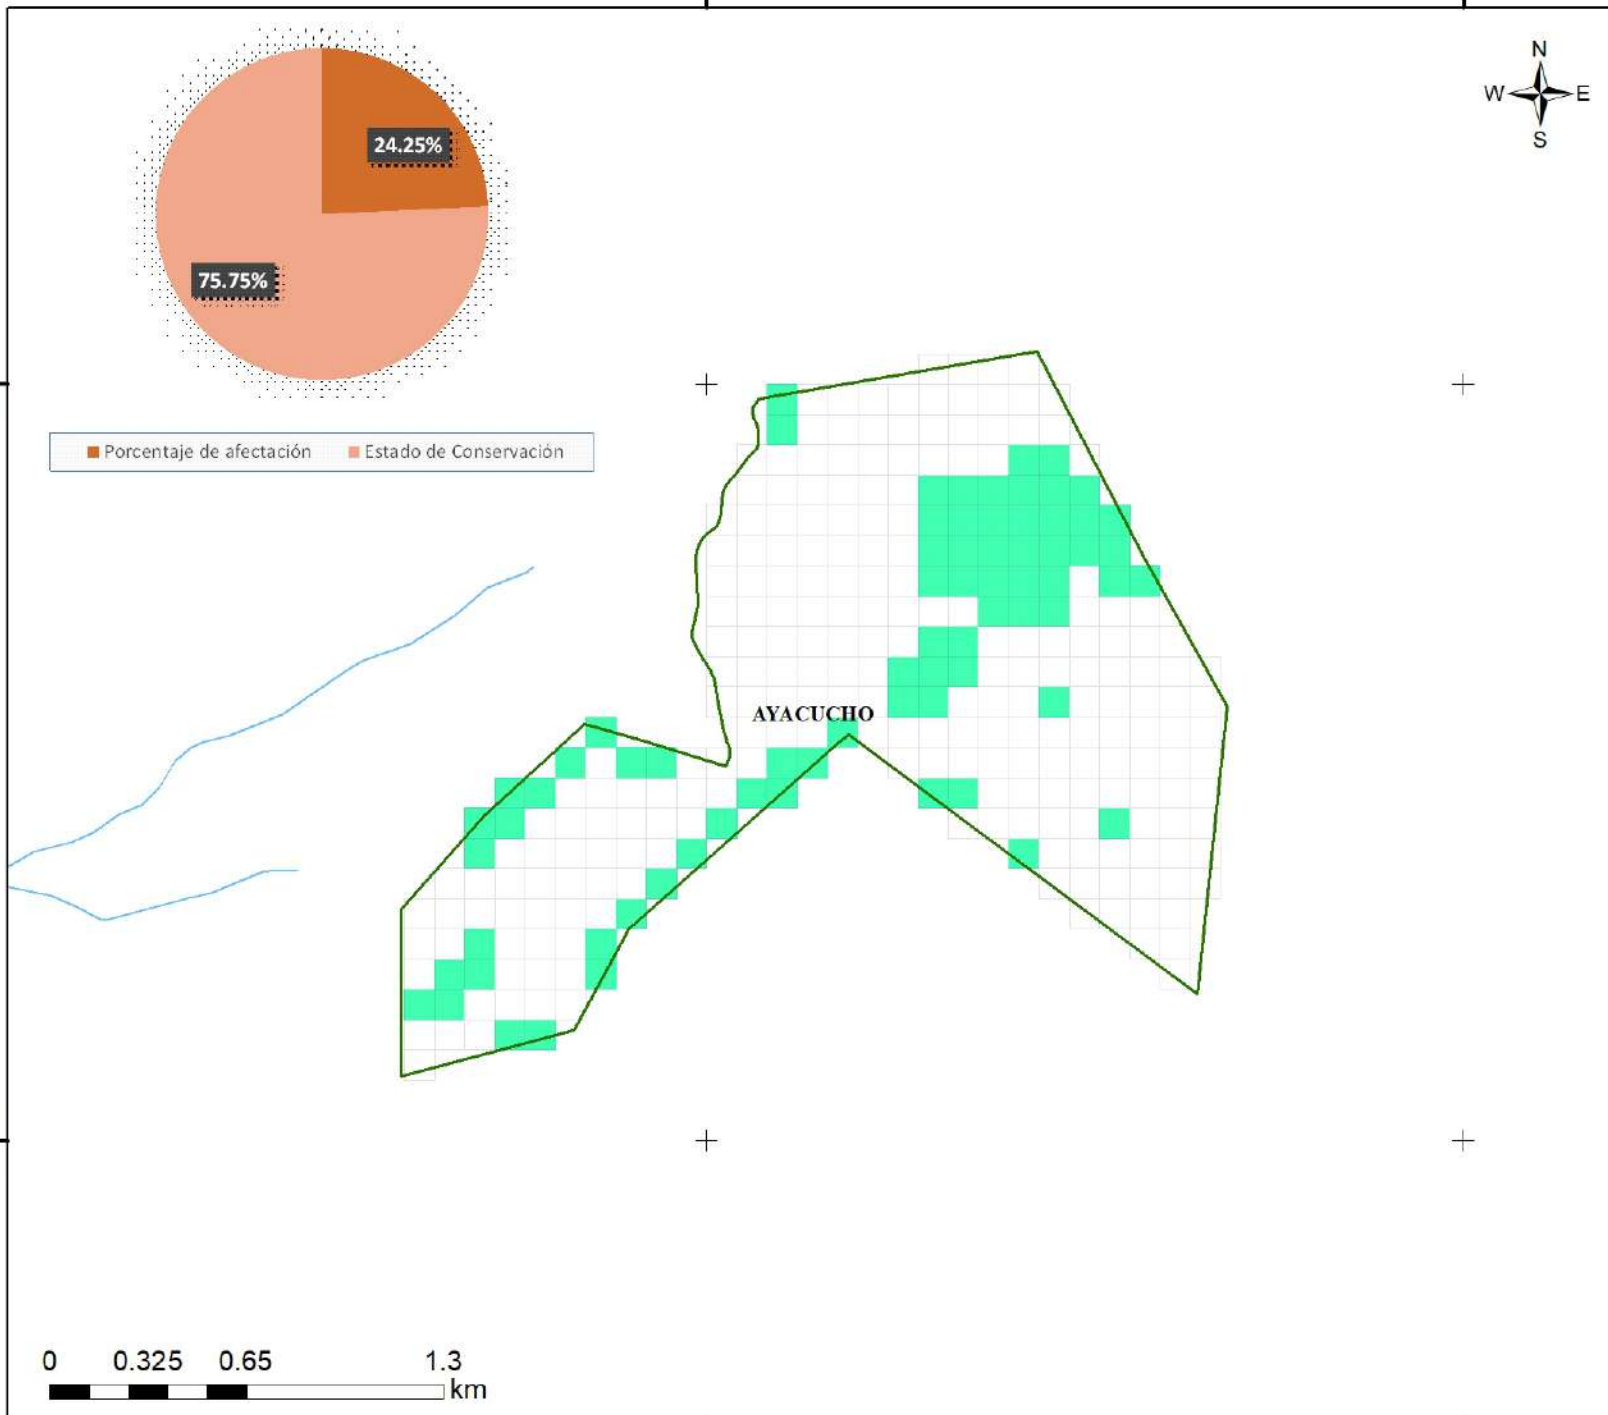 N
W E
S
24.25%
75.75%
Porcentaje de afectación Estado de Conservación
AYACUCHO
0 0.325 0.65 1.3
km